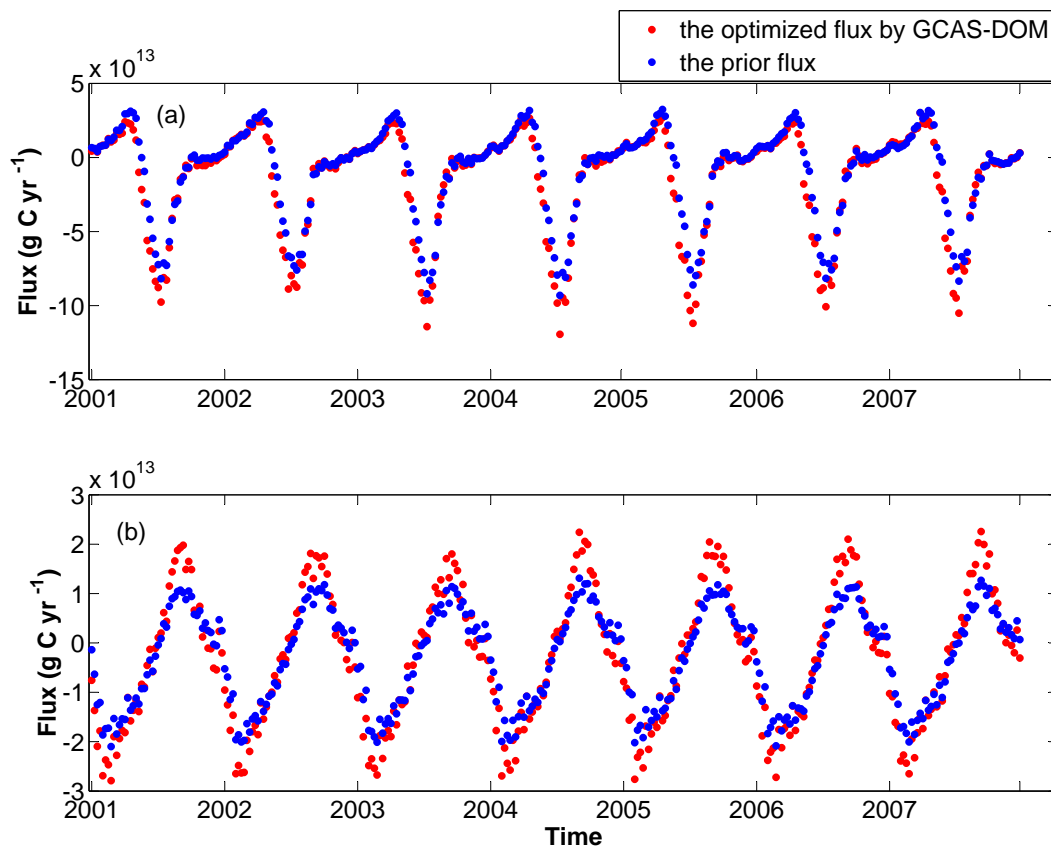 the optimized flux by GCAS-DOM
the prior flux
x 10^13
(a)
5
0
-5
-10
-15
Flux (g C yr^-1)
2001 2002 2003 2004 2005 2006 2007
x 10^13
(b)
3
2
1
0
-1
-2
-3
Flux (g C yr^-1)
2001 2002 2003 2004 2005 2006 2007
Time